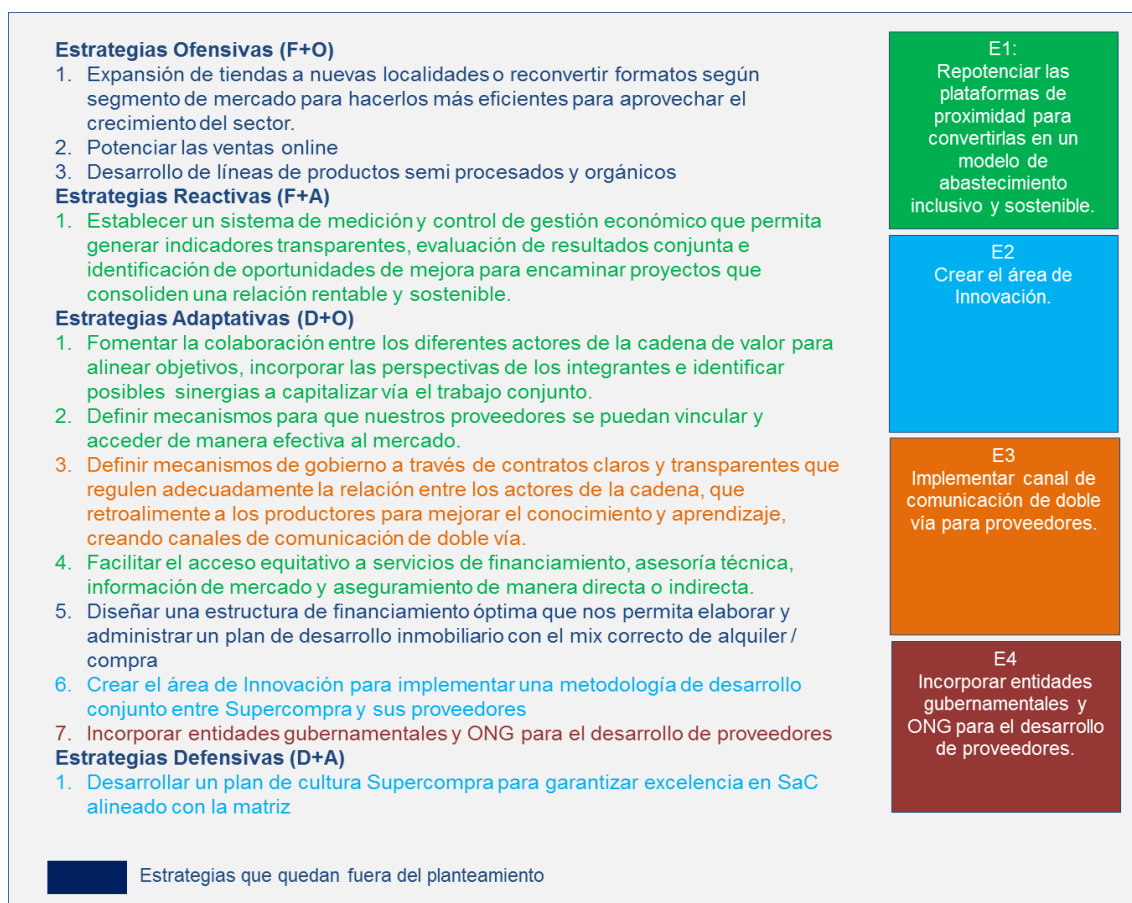 Estrategias Ofensivas (F+O)
1. Expansión de tiendas a nuevas localidades o reconvertir formatos según
segmento de mercado para hacerlos más eficientes para aprovechar el
crecimiento del sector.
2. Potenciar las ventas online
3. Desarrollo de líneas de productos semi procesados y orgánicos
Estrategias Reactivas (F+A)
1. Establecer un sistema de medición y control de gestión económico que permita
generar indicadores transparentes, evaluación de resultados conjunta e
identificación de oportunidades de mejora para encaminar proyectos que
consoliden una relación rentable y sostenible.
Estrategias Adaptativas (D+O)
1. Fomentar la colaboración entre los diferentes actores de la cadena de valor para
alinear objetivos, incorporar las perspectivas de los integrantes e identificar
posibles sinergias a capitalizar vía el trabajo conjunto.
2. Definir mecanismos para que nuestros proveedores se puedan vincular y
acceder de manera efectiva al mercado.
3. Definir mecanismos de gobierno a través de contratos claros y transparentes que
regulen adecuadamente la relación entre los actores de la cadena, que
retroalimente a los productores para mejorar el conocimiento y aprendizaje,
creando canales de comunicación de doble vía.
4. Facilitar el acceso equitativo a servicios de financiamiento, asesoría técnica,
información de mercado y aseguramiento de manera directa o indirecta.
5. Diseñar una estructura de financiamiento óptima que nos permita elaborar y
administrar un plan de desarrollo inmobiliario con el mix correcto de alquiler /
compra
6. Crear el área de Innovación para implementar una metodología de desarrollo
conjunto entre Supercompra y sus proveedores
7. Incorporar entidades gubernamentales y ONG para el desarrollo de proveedores
Estrategias Defensivas (D+A)
1. Desarrollar un plan de cultura Supercompra para garantizar excelencia en SaC
alineado con la matriz
Estrategias que quedan fuera del planteamiento
E1:
Repotenciar las
plataformas de
proximidad para
convertirlas en un
modelo de
abastecimiento
inclusivo y sostenible.
E2
Crear el área de
Innovación.
E3
Implementar canal de
comunicación de doble
vía para proveedores.
E4
Incorporar entidades
gubernamentales y
ONG para el desarrollo
de proveedores.